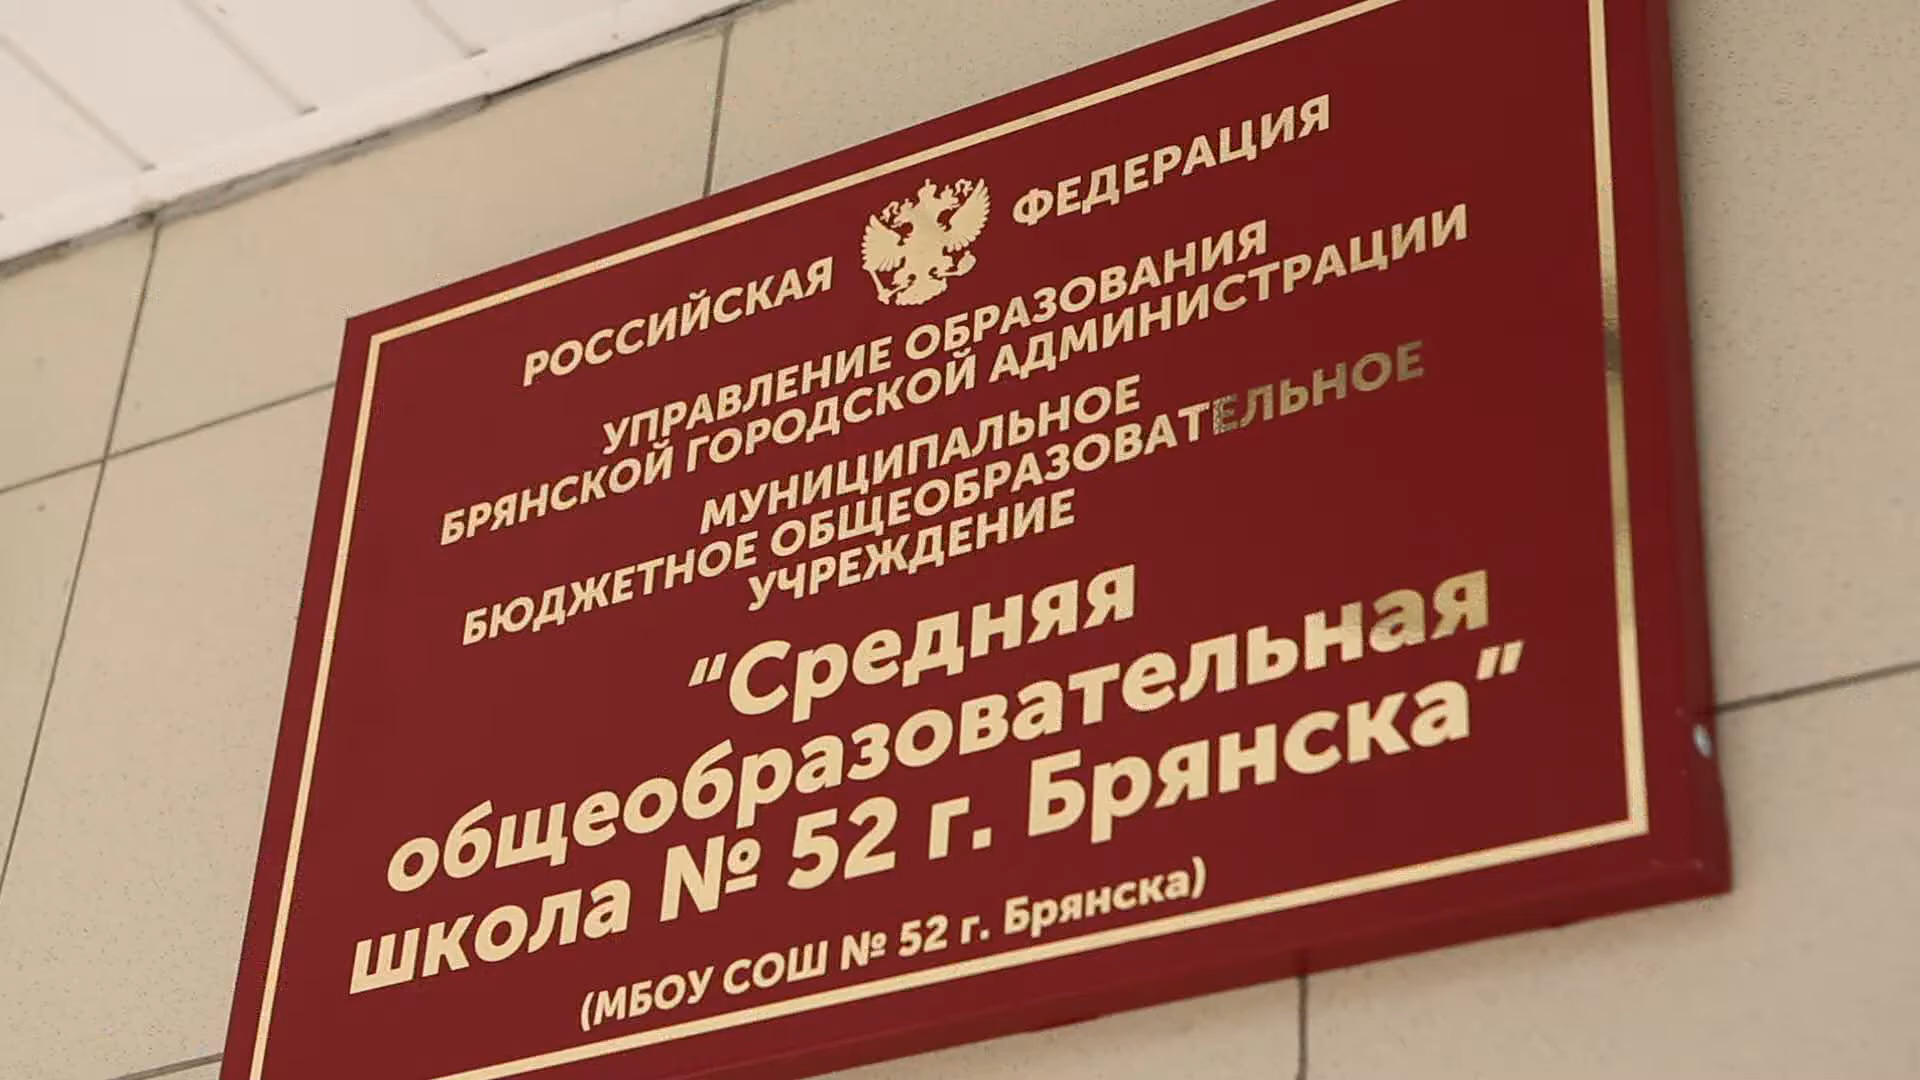 РОССИЙСКАЯ ФЕДЕРАЦИЯ
УПРАВЛЕНИЕ ОБРАЗОВАНИЯ
БРЯНСКОЙ ГОРОДСКОЙ АДМИНИСТРАЦИИ
МУНИЦИПАЛЬНОЕ
БЮДЖЕТНОЕ ОБЩЕОБРАЗОВАТЕЛЬНОЕ
УЧРЕЖДЕНИЕ
“Средняя
общеобразовательная
школа № 52 г. Брянска”
(МБОУ СОШ № 52 г. Брянска)